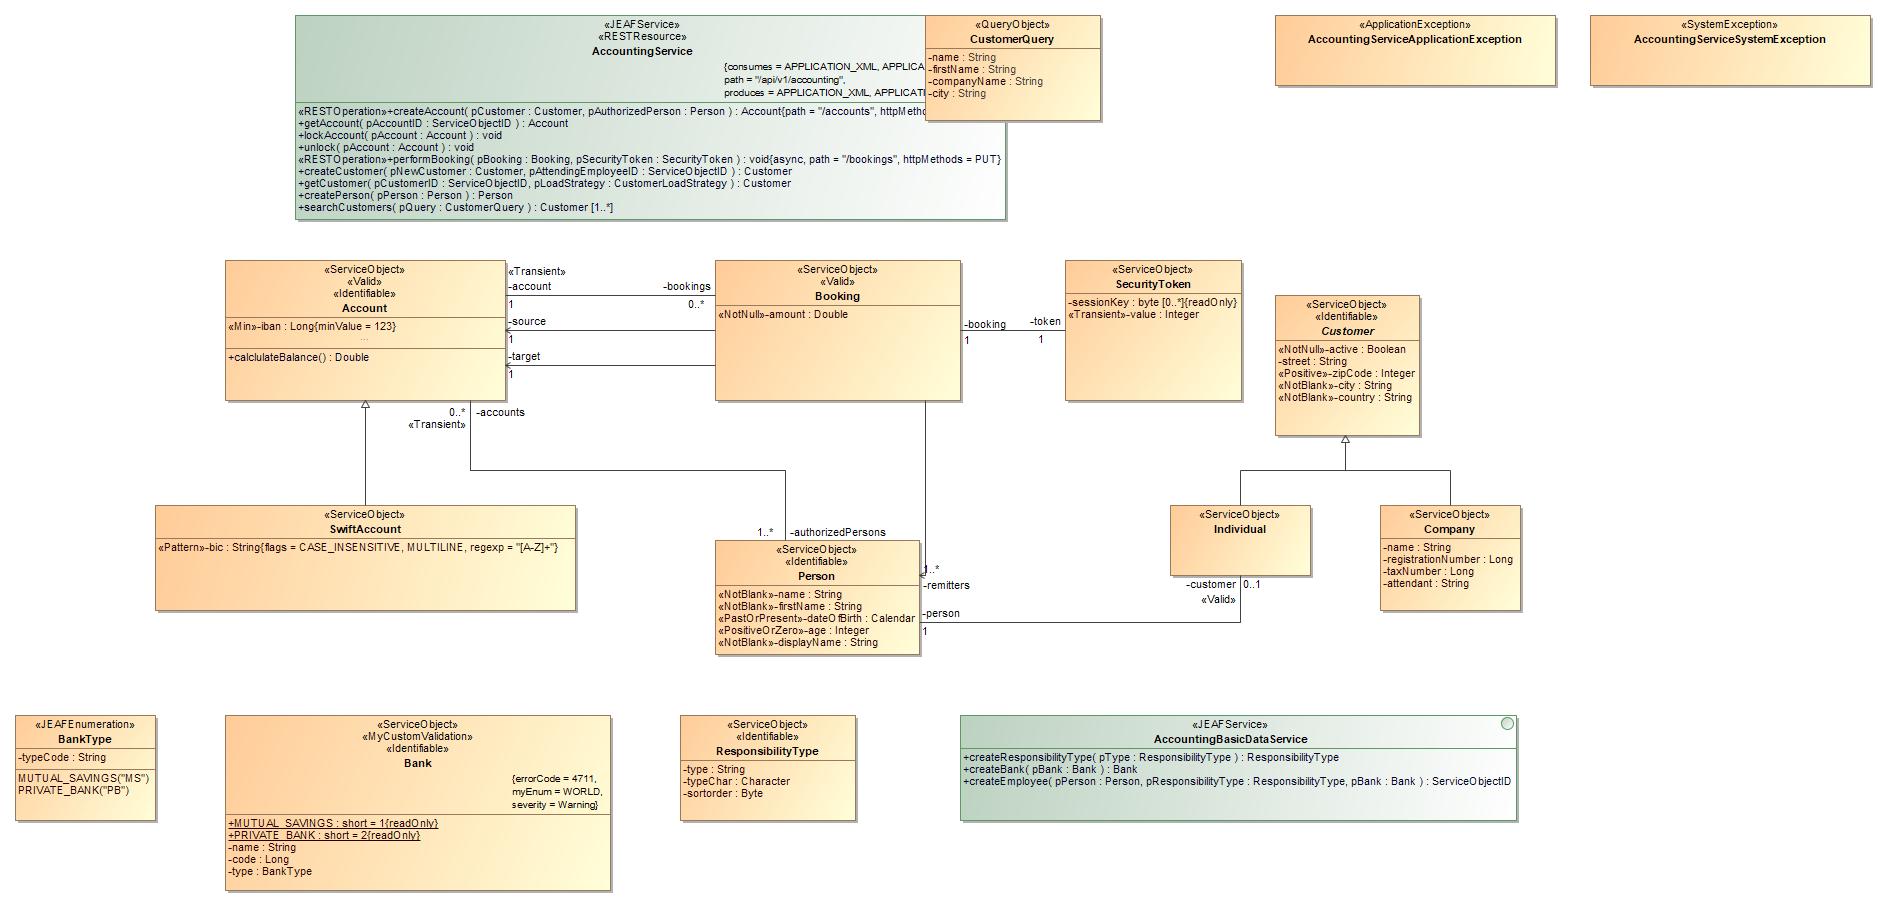 «JEAFService»
«RESTResource»
AccountingService
{consumes = APPLICATION_XML, APPLICA
path = "/api/v1/accounting",
produces = APPLICATION_XML, APPLICATI
«RESTOperation»+createAccount( pCustomer : Customer, pAuthorizedPerson : Person ) : Account{path = "/accounts", httpMetho
+getAccount( pAccountID : ServiceObjectID ) : Account
+lockAccount( pAccount : Account ) : void
+unlock( pAccount : Account ) : void
«RESTOperation»+performBooking( pBooking : Booking, pSecurityToken : SecurityToken ) : void{async, path = "/bookings", httpMethods = PUT}
+createCustomer( pNewCustomer : Customer, pAttendingEmployeeID : ServiceObjectID ) : Customer
+getCustomer( pCustomerID : ServiceObjectID, pLoadStrategy : CustomerLoadStrategy ) : Customer
+createPerson( pPerson : Person ) : Person
+searchCustomers( pQuery : CustomerQuery ) : Customer [1..*]
«QueryObject»
CustomerQuery
-name : String
-firstName : String
-companyName : String
-city : String
«ApplicationException»
AccountingServiceApplicationException
«SystemException»
AccountingServiceSystemException
«ServiceObject»
«Valid»
«Identifiable»
Account
«Min»-iban : Long{minValue = 123}
...
+calclulateBalance() : Double
«Transient»
-account
1
-bookings
0..*
-source
1
-target
1
«ServiceObject»
«Valid»
Booking
«NotNull»-amount : Double
-booking
1
-token
1
«ServiceObject»
SecurityToken
-sessionKey : byte [0..*]{readOnly}
«Transient»-value : Integer
«ServiceObject»
«Identifiable»
Customer
«NotNull»-active : Boolean
-street : String
«Positive»-zipCode : Integer
«NotBlank»-city : String
«NotBlank»-country : String
0..*
-accounts
«Transient»
«ServiceObject»
SwiftAccount
«Pattern»-bic : String{flags = CASE_INSENSITIVE, MULTILINE, regexp = "[A-Z]+"}
1..*
-authorizedPersons
«ServiceObject»
«Identifiable»
Person
«NotBlank»-name : String
«NotBlank»-firstName : String
«PastOrPresent»-dateOfBirth : Calendar
«PositiveOrZero»-age : Integer
«NotBlank»-displayName : String
1..*
-remitters
-person
1
«ServiceObject»
Individual
-customer
0..1
«Valid»
«ServiceObject»
Company
-name : String
-registrationNumber : Long
-taxNumber : Long
-attendant : String
«JEAFEnumeration»
BankType
-typeCode : String
MUTUAL_SAVINGS("MS")
PRIVATE_BANK("PB")
«ServiceObject»
«MyCustomValidation»
«Identifiable»
Bank
{errorCode = 4711,
myEnum = WORLD,
severity = Warning}
+MUTUAL_SAVINGS : short = 1{readOnly}
+PRIVATE_BANK : short = 2{readOnly}
-name : String
-code : Long
-type : BankType
«ServiceObject»
«Identifiable»
ResponsibilityType
-type : String
-typeChar : Character
-sortorder : Byte
«JEAFService»
AccountingBasicDataService
+createResponsibilityType( pType : ResponsibilityType ) : ResponsibilityType
+createBank( pBank : Bank ) : Bank
+createEmployee( pPerson : Person, pResponsibilityType : ResponsibilityType, pBank : Bank ) : ServiceObjectID